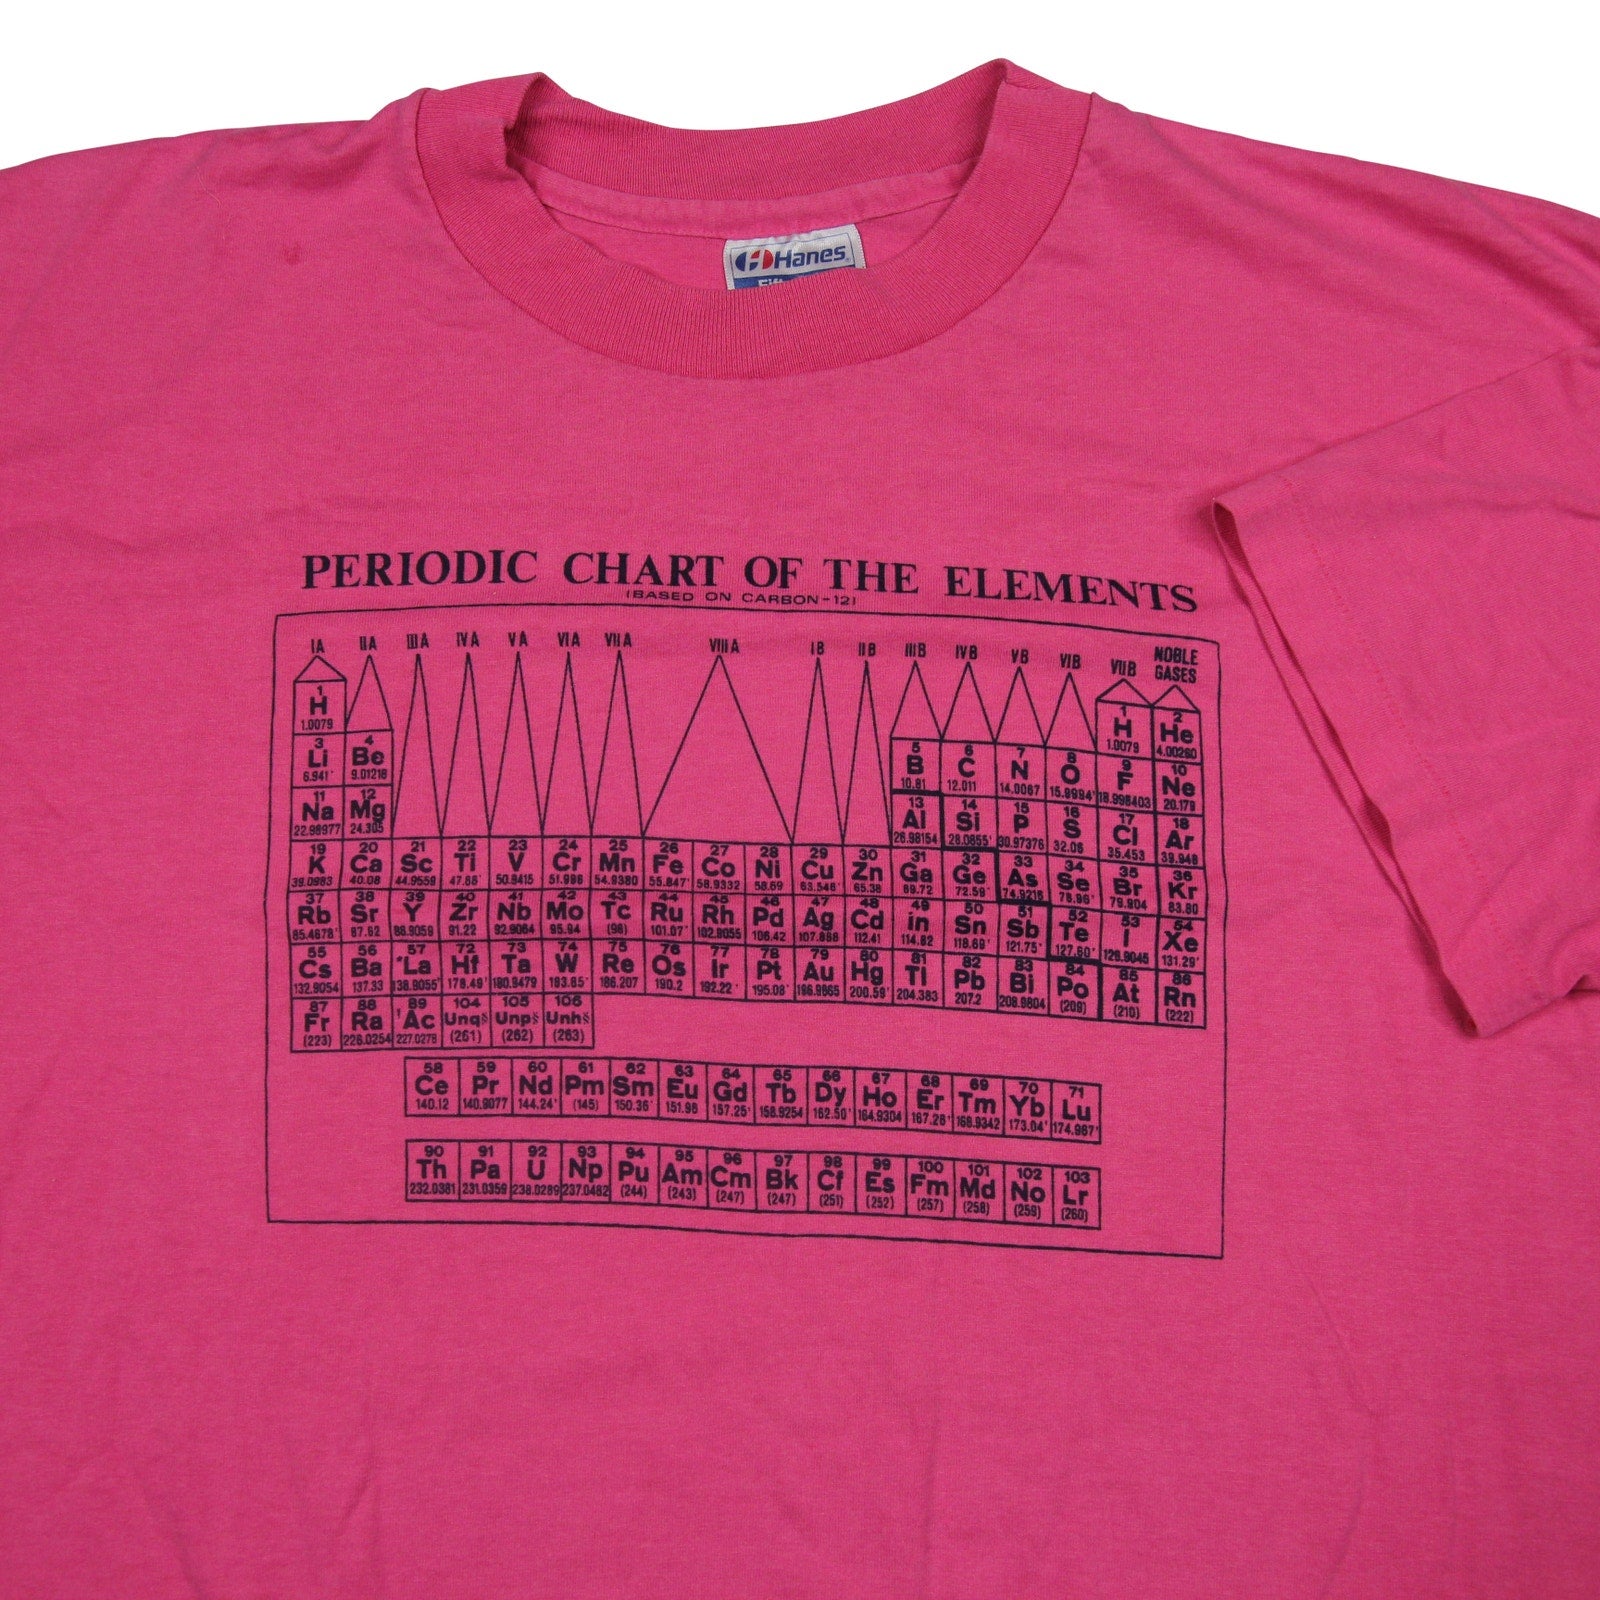 Hanes
PERIODIC CHART OF THE ELEMENTS
(BASED ON CARBON-12)
IA IIA IIIA IVA VA VIA VIIA VIIIA IB IIB IIIB IVB VB VIB VIIB NOBLE GASES
1 1 2
H H He
1.0079 1.0079 4.00260
3 4 5 6 7 8 9 10
Li Be B C N O F Ne
6.941' 9.01218 10.81 12.011 14.0067 15.9994' 18.998403 20.179
11 12 13 14 15 16 17 18
Na Mg Al Si P S Cl Ar
22.98977 24.305 26.98154 28.0855' 30.97376 32.06 35.453 39.948
19 20 21 22 23 24 25 26 27 28 29 30 31 32 33 34 35 36
K Ca Sc Ti V Cr Mn Fe Co Ni Cu Zn Ga Ge As Se Br Kr
39.0983 40.08 44.9559 47.88' 50.9415 51.996 54.9380 55.847' 58.9332 58.69 63.546' 65.38 69.72 72.59' 74.9216 78.96' 79.904 83.80
37 38 39 40 41 42 43 44 45 46 47 48 49 50 51 52 53 54
Rb Sr Y Zr Nb Mo Tc Ru Rh Pd Ag Cd in Sn Sb Te I Xe
85.4678' 87.62 88.9059 91.22 92.9064 95.94 (98) 101.07' 102.9055 106.42 107.868 112.41 114.82 118.69' 121.75' 127.60' 126.9045 131.29'
55 56 57 72 73 74 75 76 77 78 79 80 81 82 83 84 85 86
Cs Ba *La Hf Ta W Re Os Ir Pt Au Hg Tl Pb Bi Po At Rn
132.9054 137.33 138.9055' 178.49' 180.9479 183.85' 186.207 190.2 192.22' 195.08' 196.9665 200.59' 204.383 207.2 208.9804 (209) (210) (222)
87 88 89 104 105 106
Fr Ra Ac Unq§ Unp§ Unh§
(223) 226.0254 227.0278 (261) (262) (263)
58 59 60 61 62 63 64 65 66 67 68 69 70 71
Ce Pr Nd Pm Sm Eu Gd Tb Dy Ho Er Tm Yb Lu
140.12 140.9077 144.24' (145) 150.36' 151.96 157.25' 158.9254 162.50' 164.9304 167.26' 168.9342 173.04' 174.967'
90 91 92 93 94 95 96 97 98 99 100 101 102 103
Th Pa U Np Pu Am Cm Bk Cf Es Fm Md No Lr
232.0381 231.0359 238.0289 237.0482 (244) (243) (247) (247) (251) (252) (257) (258) (259) (260)